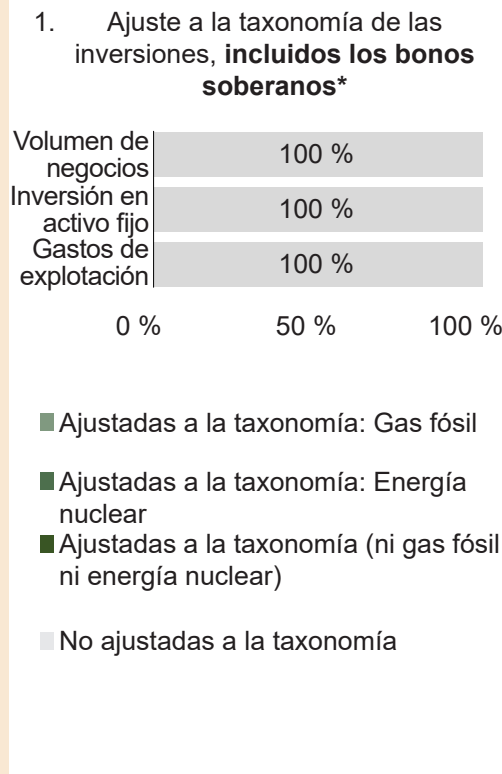 1. Ajuste a la taxonomía de las
inversiones, incluidos los bonos
soberanos*
Volumen de
negocios
100 %
Inversión en
activo fijo
100 %
Gastos de
explotación
100 %
0 % 50 % 100 %
Ajustadas a la taxonomía: Gas fósil
Ajustadas a la taxonomía: Energía
nuclear
Ajustadas a la taxonomía (ni gas fósil
ni energía nuclear)
No ajustadas a la taxonomía